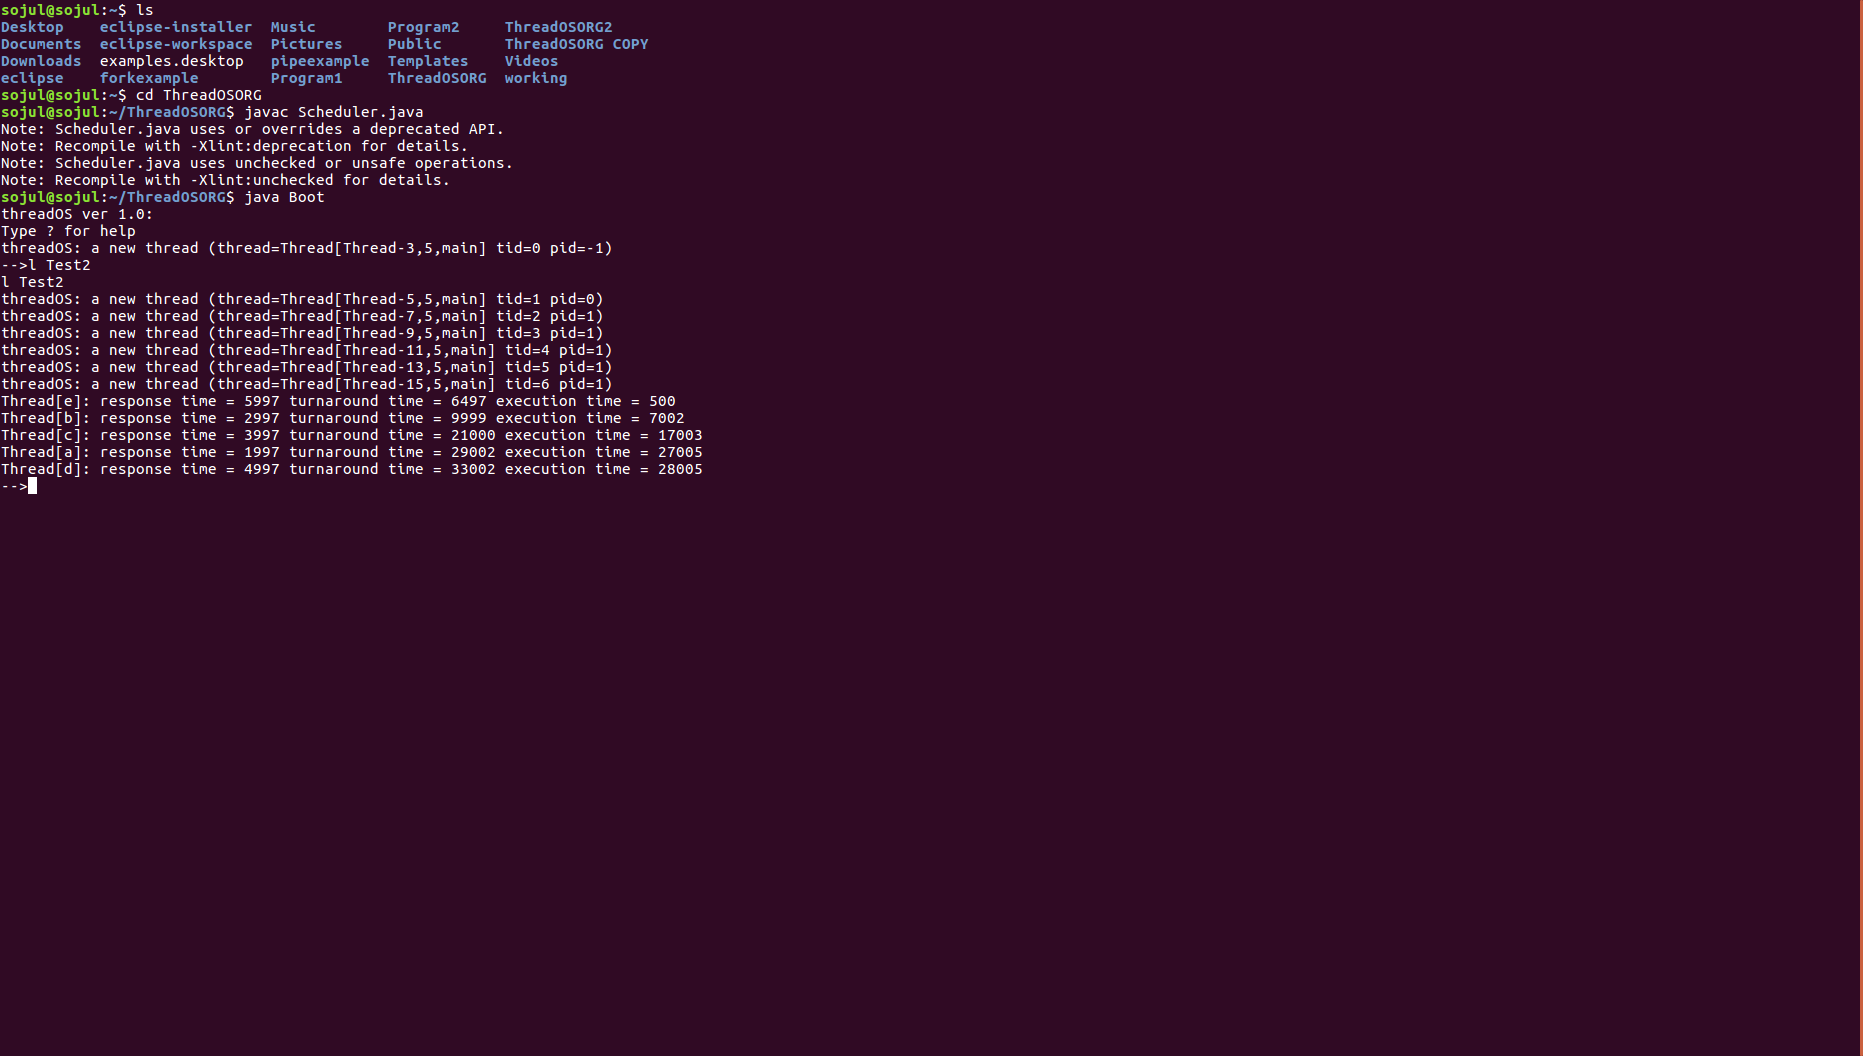 sojul@sojul:~$ ls
Desktop    eclipse-installer  Music        Program2     ThreadOSORG2
Documents  eclipse-workspace  Pictures     Public       ThreadOSORG COPY
Downloads  examples.desktop   pipeexample  Templates    Videos
eclipse    forkexample        Program1     ThreadOSORG  working
sojul@sojul:~$ cd ThreadOSORG
sojul@sojul:~/ThreadOSORG$ javac Scheduler.java
Note: Scheduler.java uses or overrides a deprecated API.
Note: Recompile with -Xlint:deprecation for details.
Note: Scheduler.java uses unchecked or unsafe operations.
Note: Recompile with -Xlint:unchecked for details.
sojul@sojul:~/ThreadOSORG$ java Boot
threadOS ver 1.0:
Type ? for help
threadOS: a new thread (thread=Thread[Thread-3,5,main] tid=0 pid=-1)
-->l Test2
l Test2
threadOS: a new thread (thread=Thread[Thread-5,5,main] tid=1 pid=0)
threadOS: a new thread (thread=Thread[Thread-7,5,main] tid=2 pid=1)
threadOS: a new thread (thread=Thread[Thread-9,5,main] tid=3 pid=1)
threadOS: a new thread (thread=Thread[Thread-11,5,main] tid=4 pid=1)
threadOS: a new thread (thread=Thread[Thread-13,5,main] tid=5 pid=1)
threadOS: a new thread (thread=Thread[Thread-15,5,main] tid=6 pid=1)
Thread[e]: response time = 5997 turnaround time = 6497 execution time = 500
Thread[b]: response time = 2997 turnaround time = 9999 execution time = 7002
Thread[c]: response time = 3997 turnaround time = 21000 execution time = 17003
Thread[a]: response time = 1997 turnaround time = 29002 execution time = 27005
Thread[d]: response time = 4997 turnaround time = 33002 execution time = 28005
-->